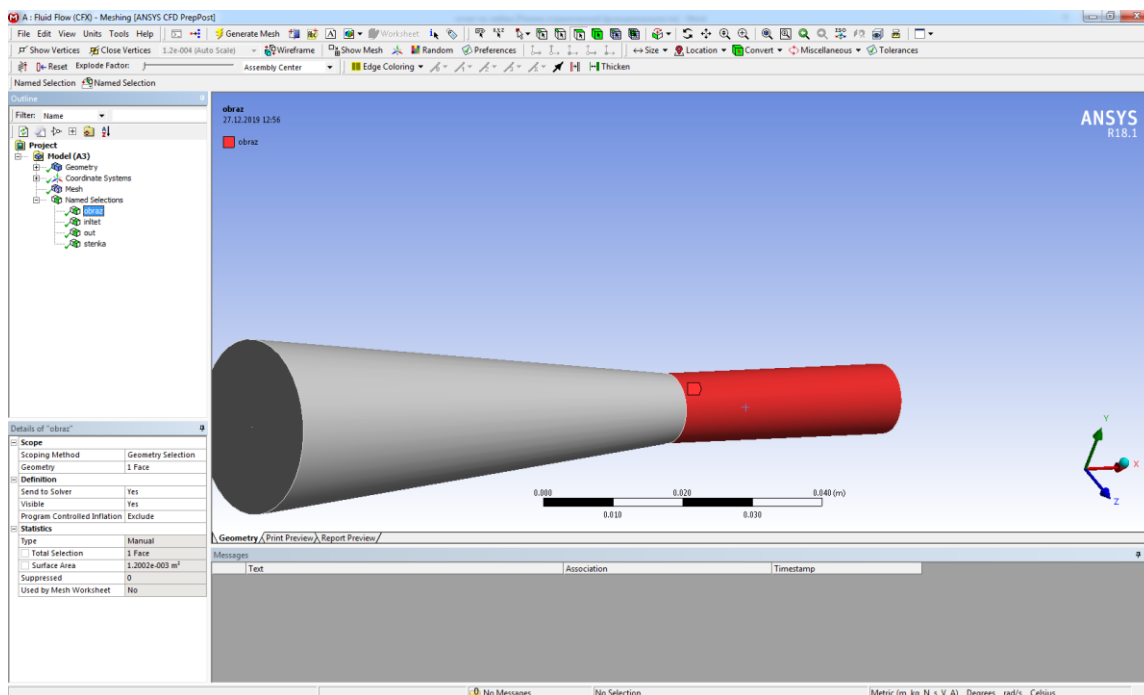 A : Fluid Flow (CFX) - Meshing [ANSYS CFD PrepPost]
File Edit View Units Tools Help Generate Mesh Worksheet
Show Vertices Close Vertices 1.2e-004 (Auto Scale) Wireframe Show Mesh Random Preferences Size Location Convert Miscellaneous Tolerances
Reset Explode Factor: Assembly Center Edge Coloring Thicken
Named Selection Named Selection
Outline
Filter: Name
Project
Model (A3)
Geometry
Coordinate Systems
Mesh
Named Selections
obraz
inltet
out
stenka
Details of "obraz"
Scope
Scoping Method Geometry Selection
Geometry 1 Face
Definition
Send to Solver Yes
Visible Yes
Program Controlled Inflation Exclude
Statistics
Type Manual
Total Selection 1 Face
Surface Area 1.2002e-003 m²
Suppressed 0
Used by Mesh Worksheet No
obraz
27.12.2019 12:56
obraz
ANSYS
R18.1
Y
X
Z
0.000 0.020 0.040 (m)
0.010 0.030
Geometry Print Preview Report Preview
Messages
Text Association Timestamp
No Messages No Selection Metric (m, kg, N, s, V, A) Degrees rad/s Celsius